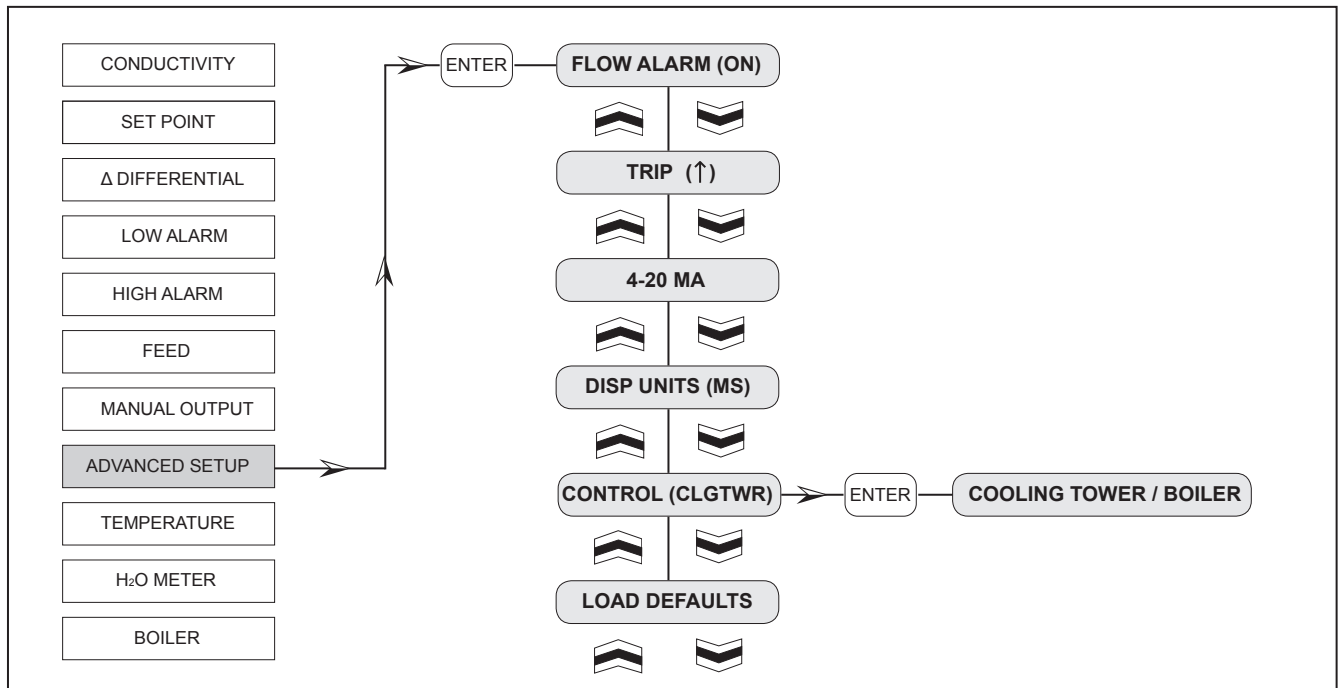 CONDUCTIVITY
SET POINT
Δ DIFFERENTIAL
LOW ALARM
HIGH ALARM
FEED
MANUAL OUTPUT
ADVANCED SETUP
TEMPERATURE
H₂O METER
BOILER
ENTER
FLOW ALARM (ON)
TRIP (↑)
4-20 MA
DISP UNITS (MS)
CONTROL (CLGTWR)
ENTER
COOLING TOWER / BOILER
LOAD DEFAULTS